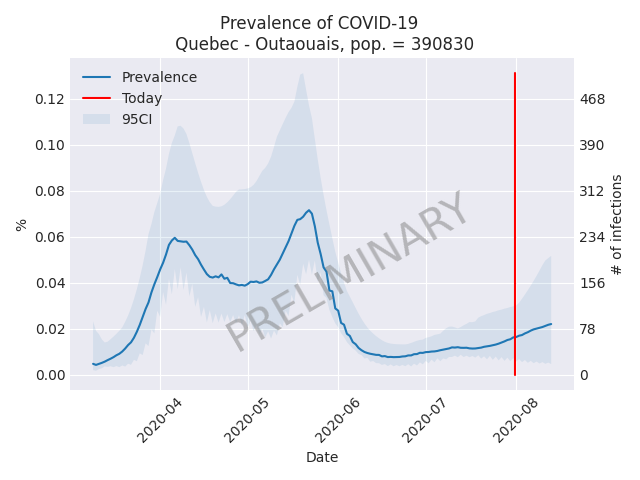 Prevalence of COVID-19
Quebec - Outaouais, pop. = 390830
Prevalence
Today
95CI
0.12
0.10
0.08
0.06
0.04
0.02
0.00
%
468
390
312
234
156
78
0
# of infections
PRELIMINARY
2020-04
2020-05
2020-06
2020-07
2020-08
Date